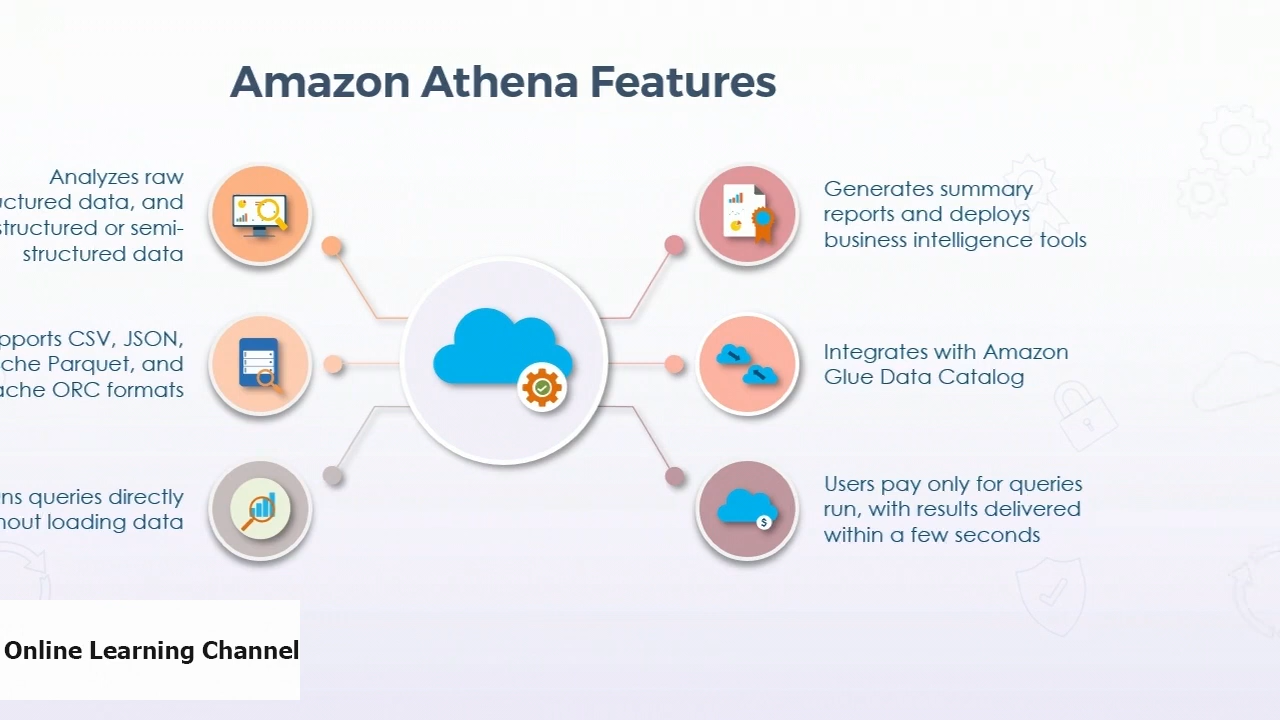 Amazon Athena Features
Analyzes raw
uctured data, and
structured or semi-
structured data
pports CSV, JSON,
che Parquet, and
ache ORC formats
ns queries directly
hout loading data
Generates summary
reports and deploys
business intelligence tools
Integrates with Amazon
Glue Data Catalog
Users pay only for queries
run, with results delivered
within a few seconds
$
Online Learning Channel